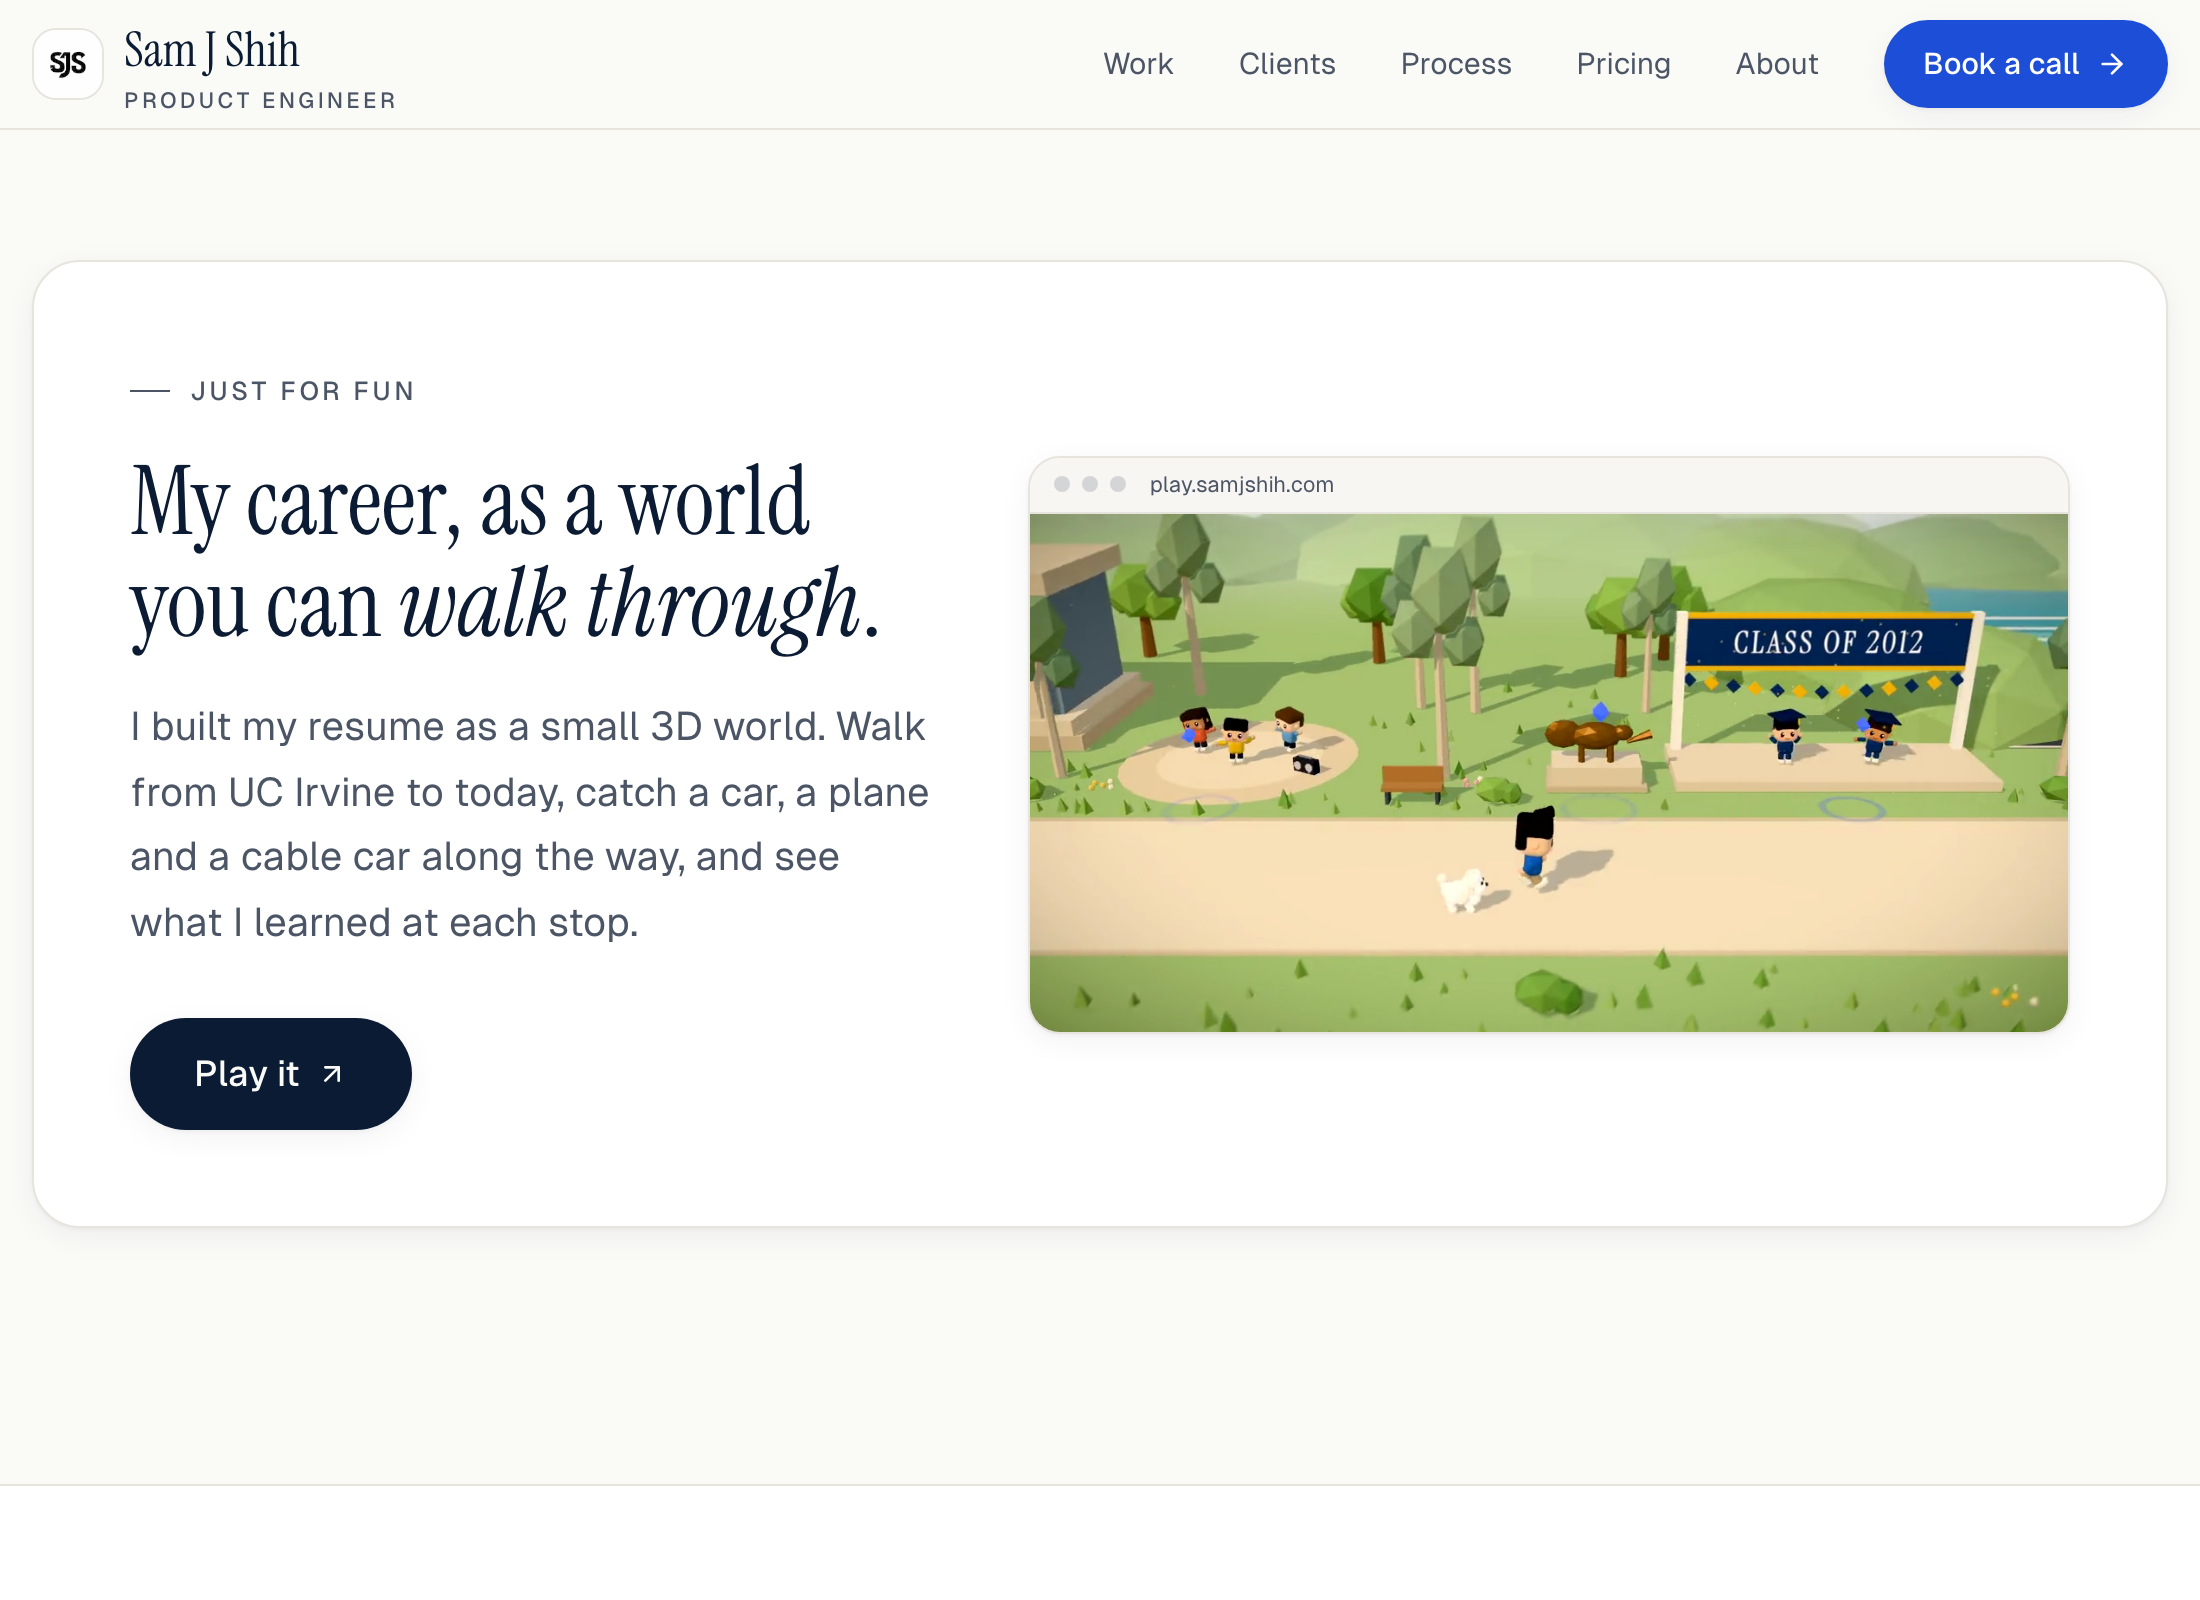 SJS
Sam J Shih
PRODUCT ENGINEER
Work
Clients
Process
Pricing
About
Book a call
JUST FOR FUN
My career, as a world
you can walk through.
I built my resume as a small 3D world. Walk
from UC Irvine to today, catch a car, a plane
and a cable car along the way, and see
what I learned at each stop.
Play it
play.samjshih.com
CLASS OF 2012